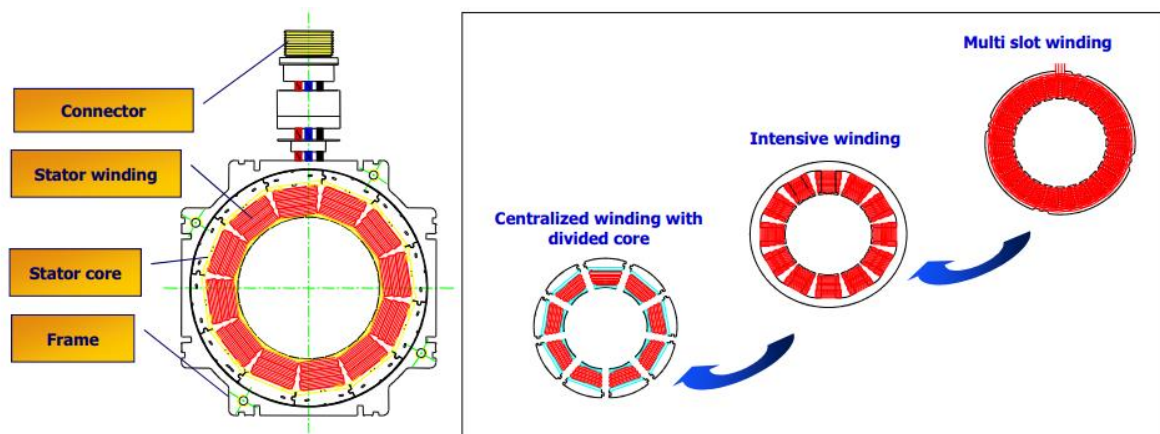 Connector
Stator winding
Stator core
Frame
Multi slot winding
Intensive winding
Centralized winding with
divided core